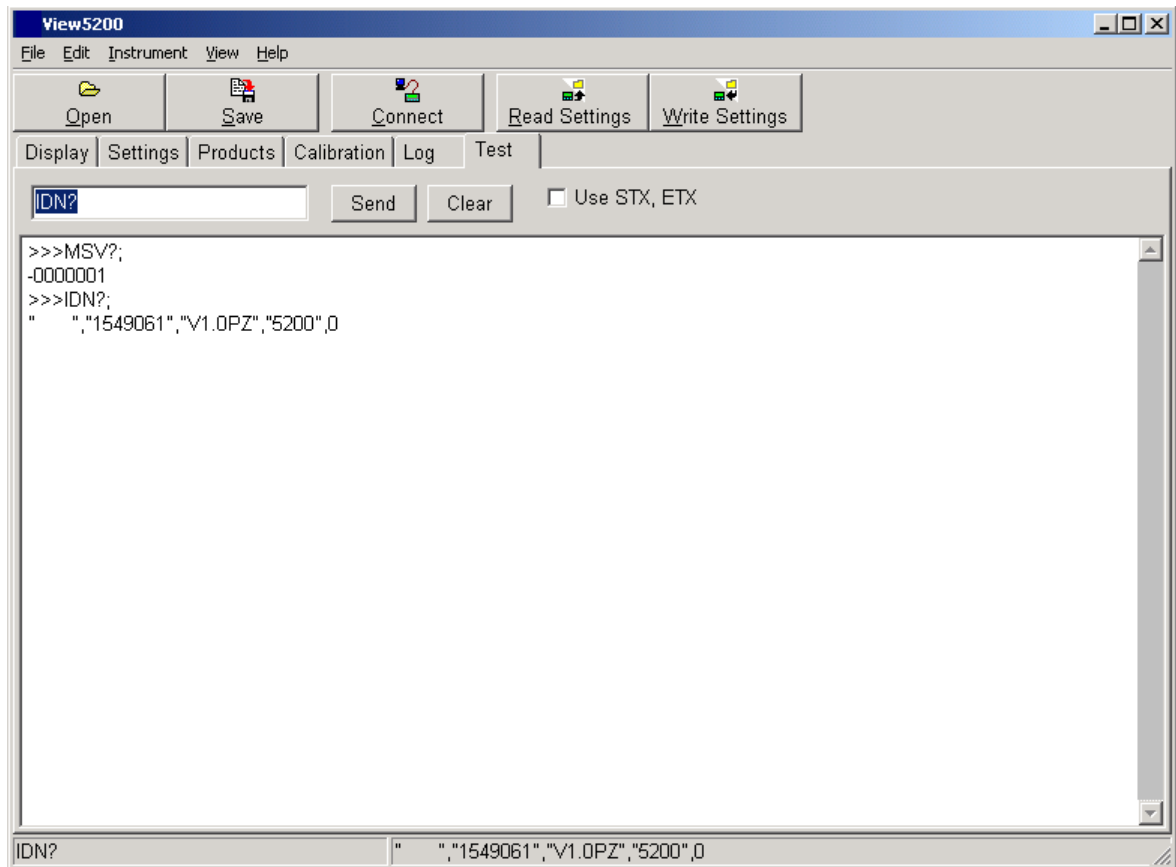 View5200
File Edit Instrument View Help
Open Save Connect Read Settings Write Settings
Display Settings Products Calibration Log Test
IDN? Send Clear Use STX, ETX
>>>MSV?;
-0000001
>>>IDN?;
"      ","1549061","V1.0PZ","5200",0
IDN? "      ","1549061","V1.0PZ","5200",0